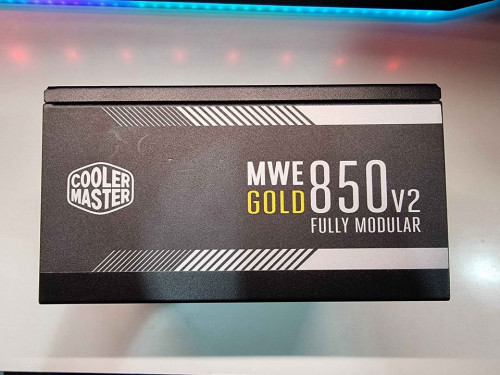 COOLER
MASTER
MWE
GOLD
850 V2
FULLY MODULAR